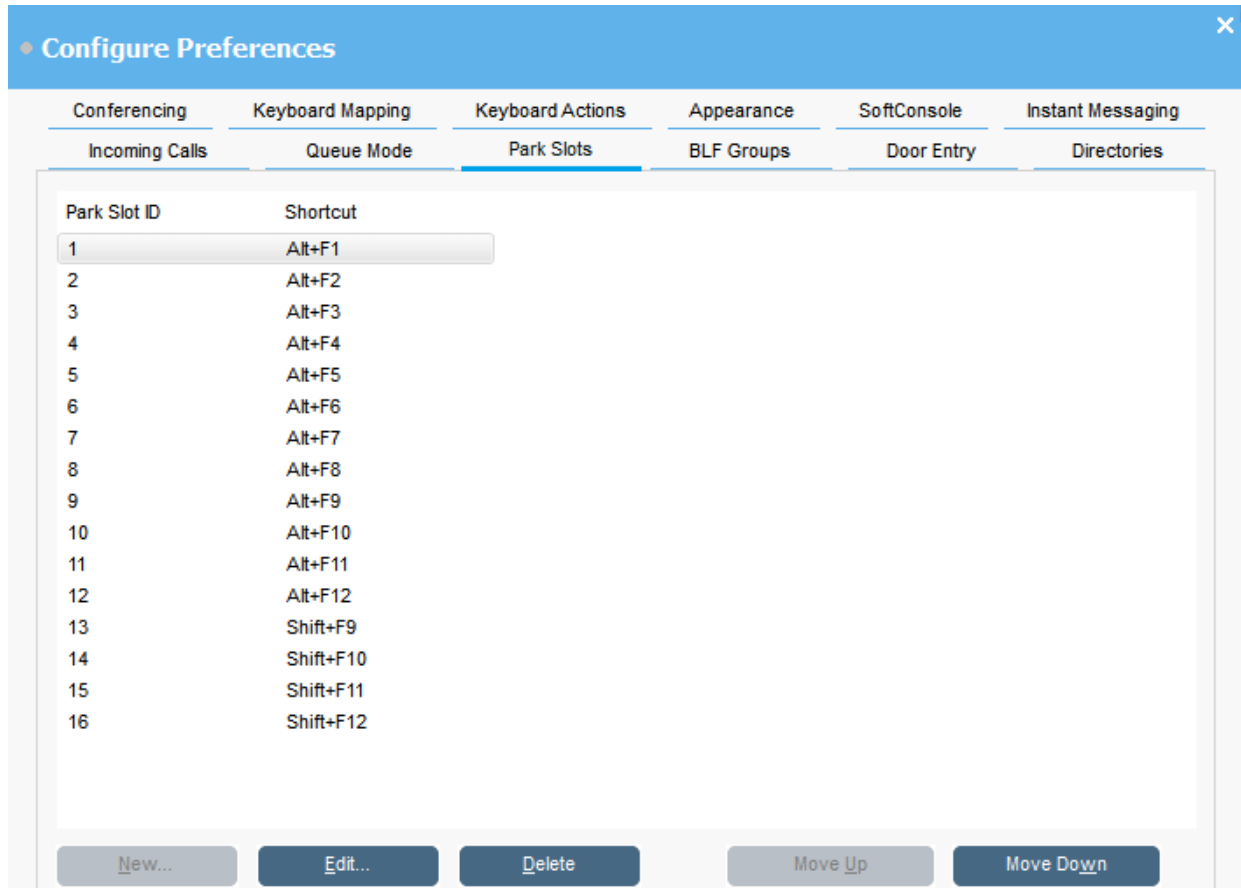 Configure Preferences
Conferencing Keyboard Mapping Keyboard Actions Appearance SoftConsole Instant Messaging
Incoming Calls Queue Mode Park Slots BLF Groups Door Entry Directories
Park Slot ID Shortcut
1 Alt+F1
2 Alt+F2
3 Alt+F3
4 Alt+F4
5 Alt+F5
6 Alt+F6
7 Alt+F7
8 Alt+F8
9 Alt+F9
10 Alt+F10
11 Alt+F11
12 Alt+F12
13 Shift+F9
14 Shift+F10
15 Shift+F11
16 Shift+F12
New... Edit... Delete Move Up Move Down